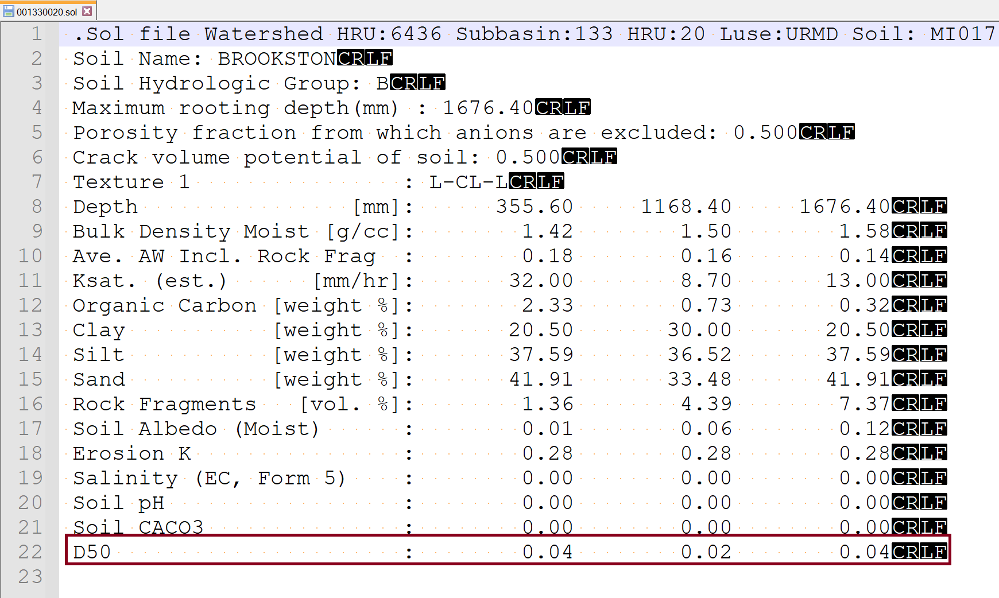 001330020.sol
1 .Sol file Watershed HRU:6436 Subbasin:133 HRU:20 Luse:URMD Soil: MI017
2 Soil Name: BROOKSTONCRLF
3 Soil Hydrologic Group: BCRLF
4 Maximum rooting depth(mm) : 1676.40CRLF
5 Porosity fraction from which anions are excluded: 0.500CRLF
6 Crack volume potential of soil: 0.500CRLF
7 Texture 1 : L-CL-LCRLF
8 Depth [mm]: 355.60 1168.40 1676.40CRLF
9 Bulk Density Moist [g/cc]: 1.42 1.50 1.58CRLF
10 Ave. AW Incl. Rock Frag : 0.18 0.16 0.14CRLF
11 Ksat. (est.) [mm/hr]: 32.00 8.70 13.00CRLF
12 Organic Carbon [weight %]: 2.33 0.73 0.32CRLF
13 Clay [weight %]: 20.50 30.00 20.50CRLF
14 Silt [weight %]: 37.59 36.52 37.59CRLF
15 Sand [weight %]: 41.91 33.48 41.91CRLF
16 Rock Fragments [vol. %]: 1.36 4.39 7.37CRLF
17 Soil Albedo (Moist) : 0.01 0.06 0.12CRLF
18 Erosion K : 0.28 0.28 0.28CRLF
19 Salinity (EC, Form 5) : 0.00 0.00 0.00CRLF
20 Soil pH : 0.00 0.00 0.00CRLF
21 Soil CACO3 : 0.00 0.00 0.00CRLF
22 D50 : 0.04 0.02 0.04CRLF
23